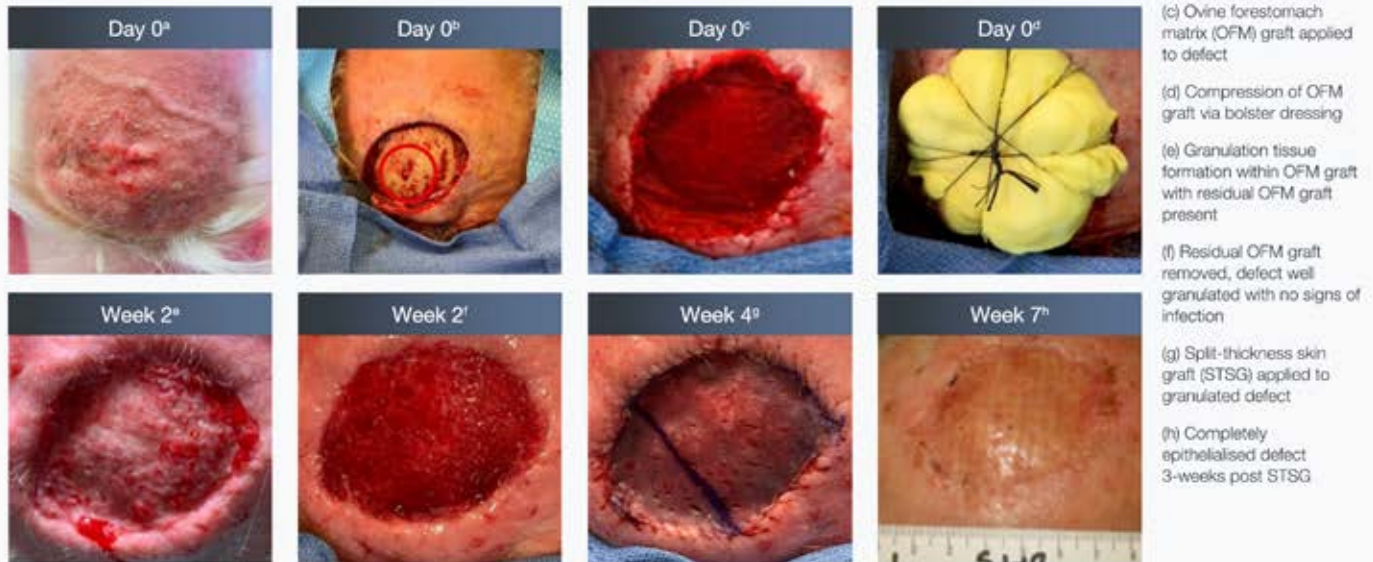 Day 0ᵃ
Day 0ᵇ
Day 0ᶜ
Day 0ᵈ
Week 2ᵉ
Week 2ᶠ
Week 4ᵍ
Week 7ʰ
(c) Ovine forestomach
matrix (OFM) graft applied
to defect
(d) Compression of OFM
graft via bolster dressing
(e) Granulation tissue
formation within OFM graft
with residual OFM graft
present
(f) Residual OFM graft
removed, defect well
granulated with no signs of
infection
(g) Split-thickness skin
graft (STSG) applied to
granulated defect
(h) Completely
epithelialised defect
3-weeks post STSG